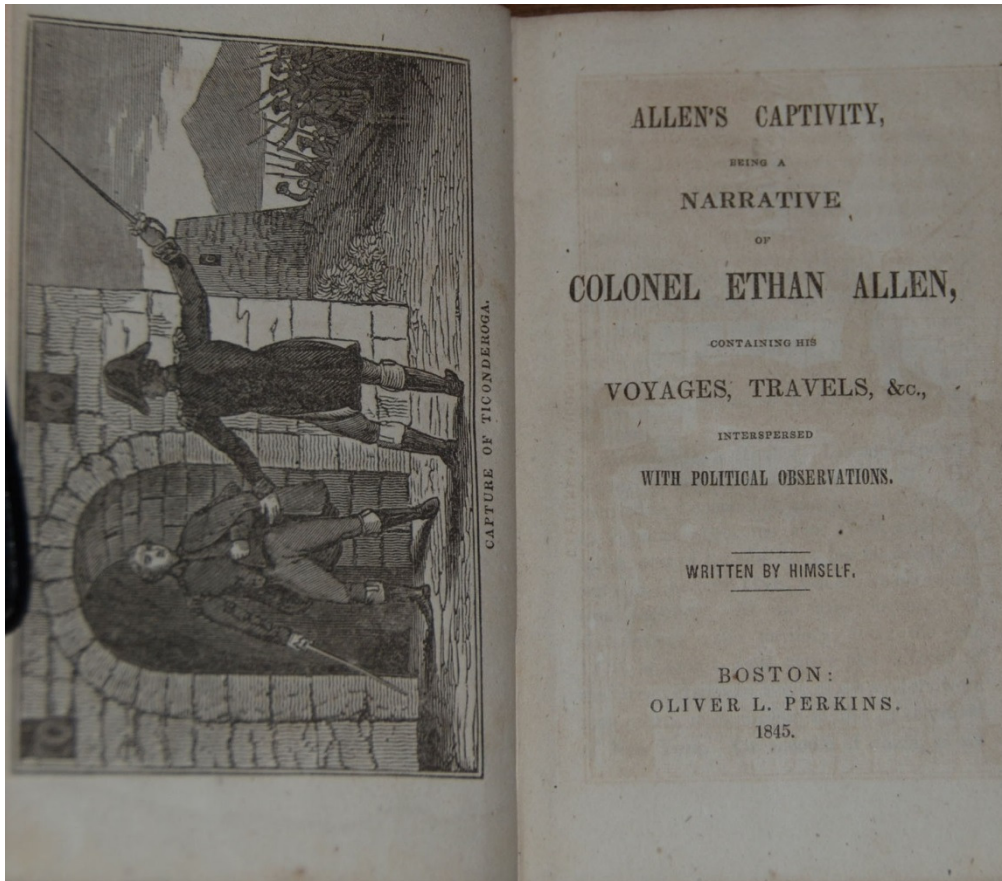 CAPTURE OF TICONDEROGA.
ALLEN'S CAPTIVITY,
BEING A
NARRATIVE
OF
COLONEL ETHAN ALLEN,
CONTAINING HIS
VOYAGES, TRAVELS, &c.,
INTERSPERSED
WITH POLITICAL OBSERVATIONS.
WRITTEN BY HIMSELF.
BOSTON:
OLIVER L. PERKINS.
1845.